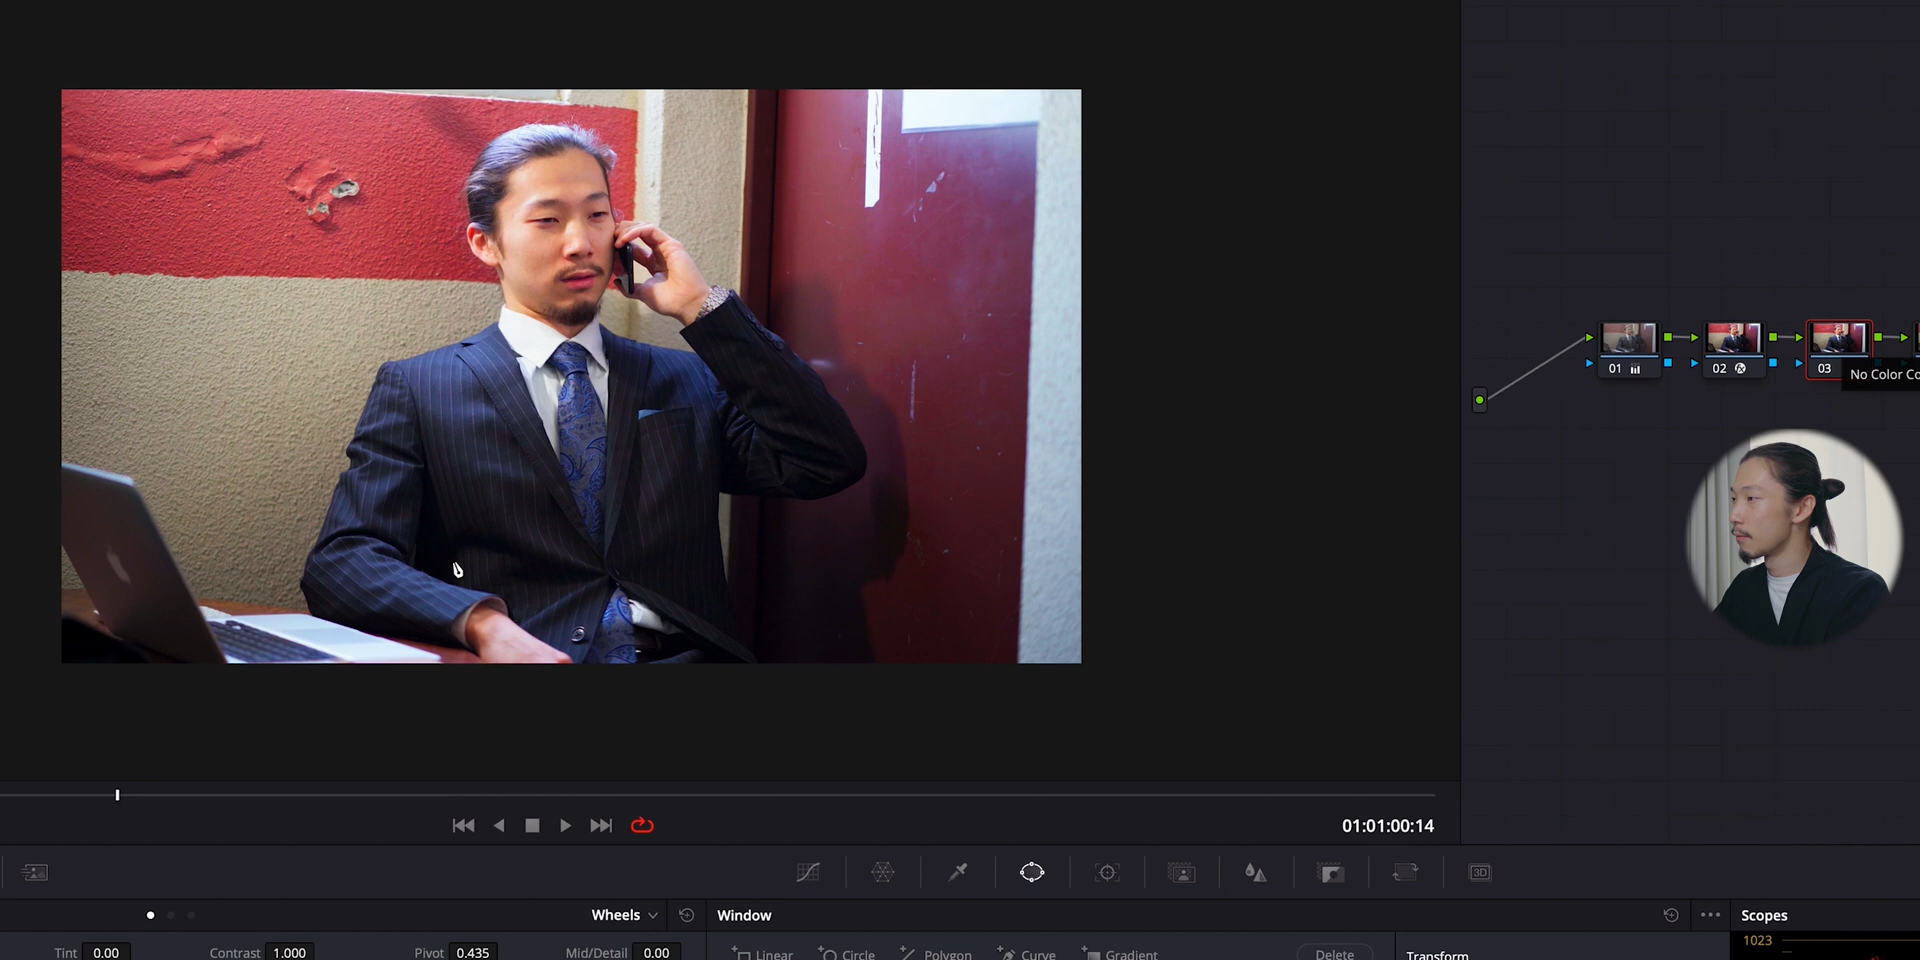 01
02
03
No Color Co
01:01:00:14
3D
Wheels
Window
Scopes
Tint 0.00
Contrast 1.000
Pivot 0.435
Mid/Detail 0.00
Linear
Circle
Polygon
Curve
Gradient
Delete
Transform
1023